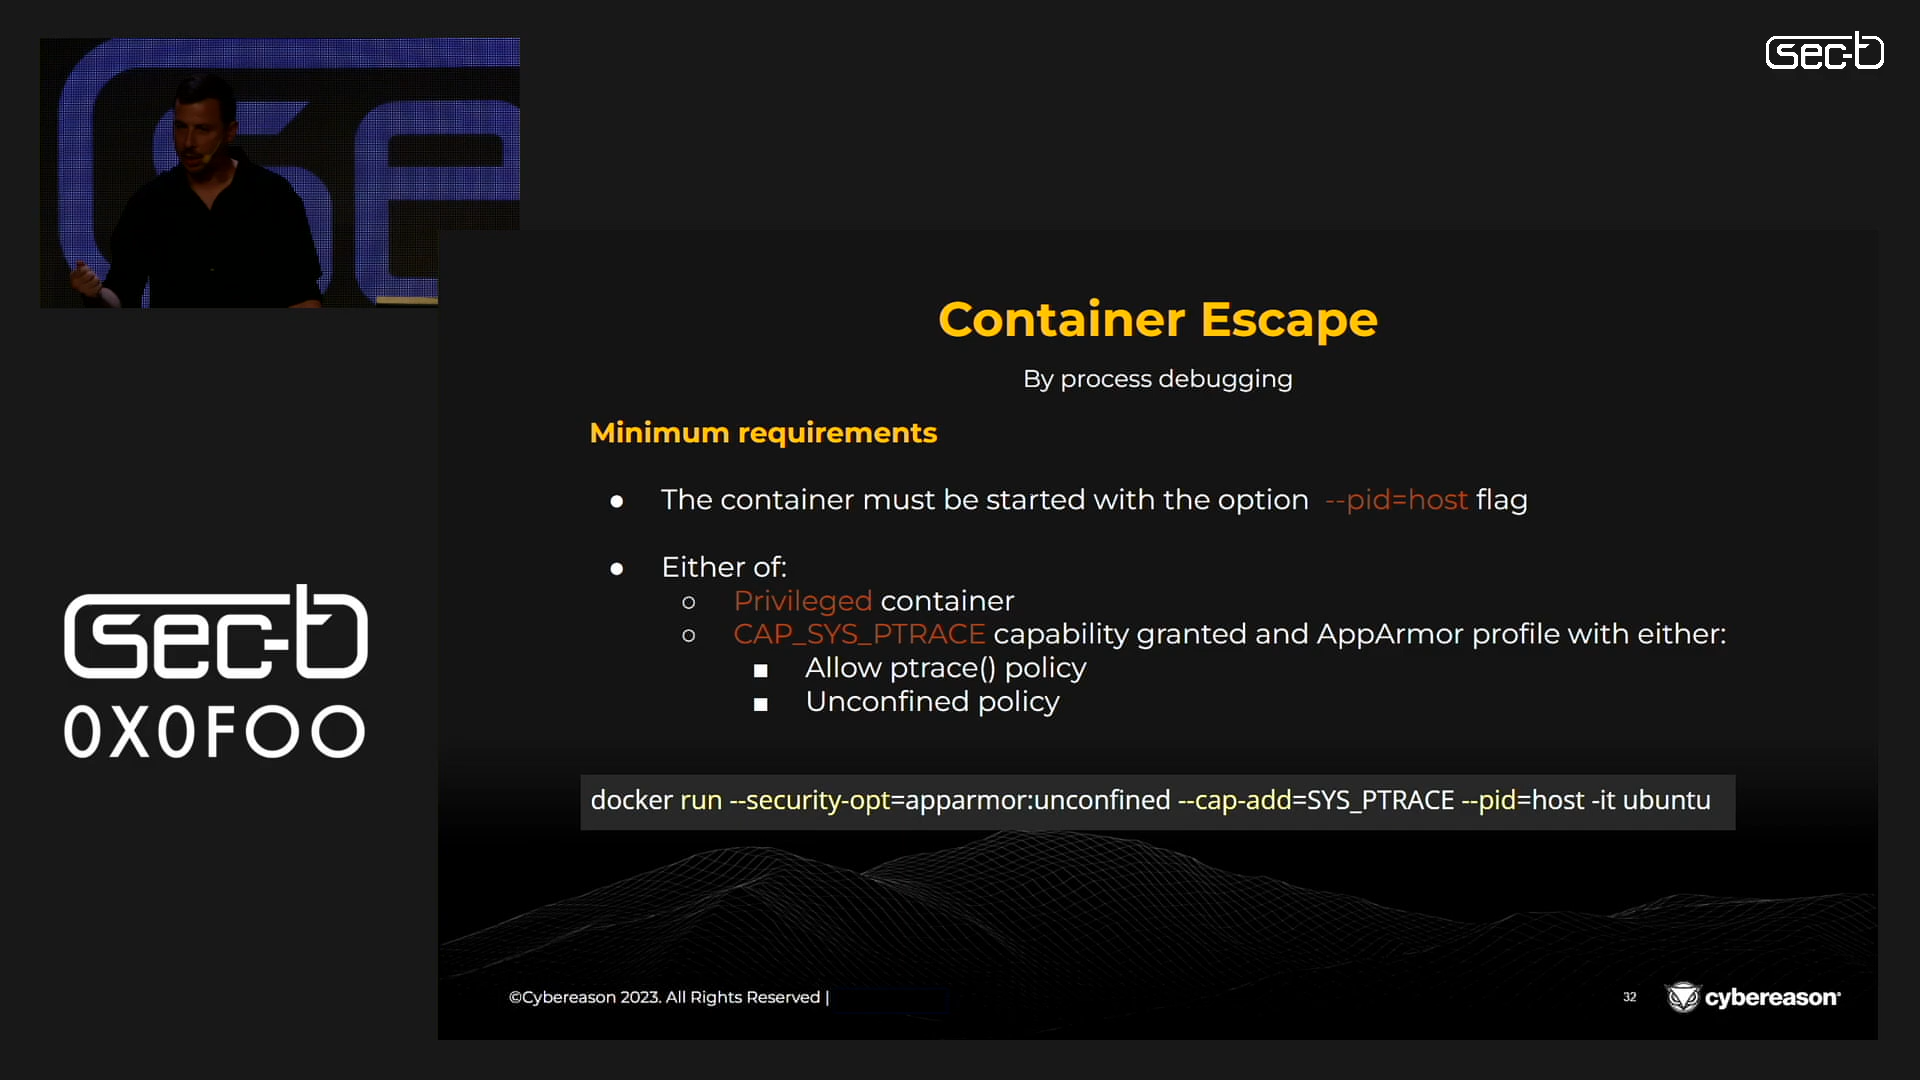 sec-t
Container Escape
By process debugging
Minimum requirements
● The container must be started with the option --pid=host flag
● Either of:
○ Privileged container
○ CAP_SYS_PTRACE capability granted and AppArmor profile with either:
■ Allow ptrace() policy
■ Unconfined policy
sec-t
0X0F00
docker run --security-opt=apparmor:unconfined --cap-add=SYS_PTRACE --pid=host -it ubuntu
©Cybereason 2023. All Rights Reserved |
32
cybereason®